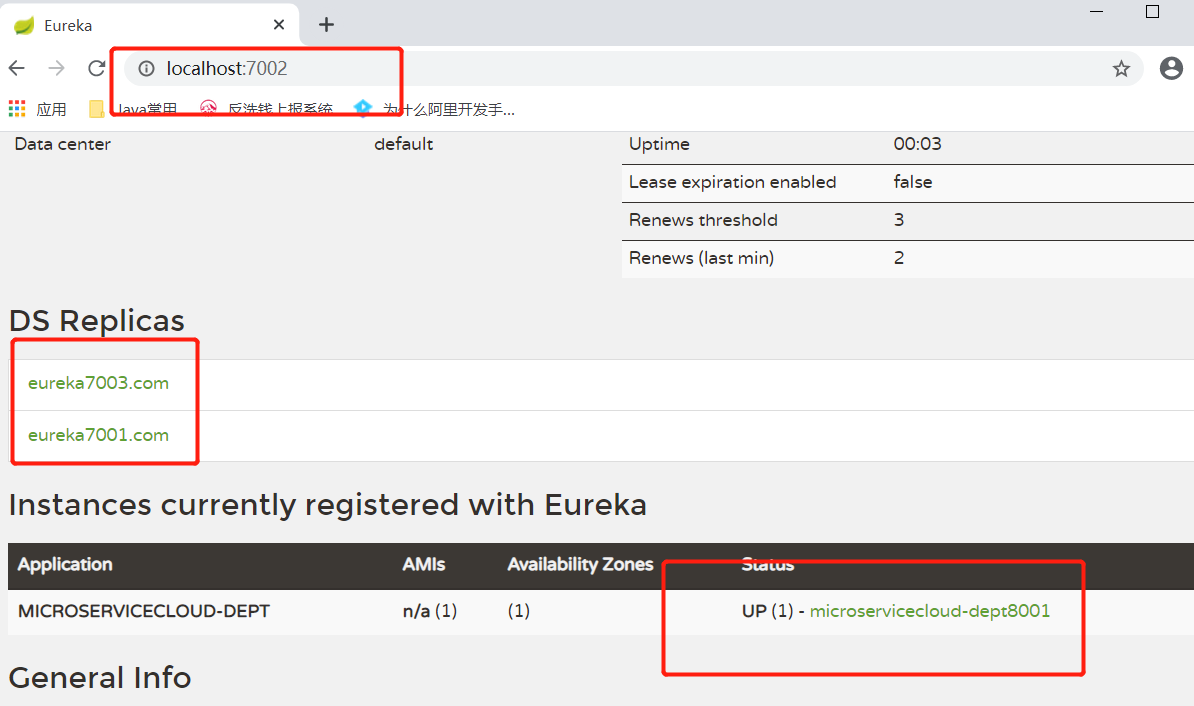 Eureka
localhost:7002
应用 Java常用 反洗钱上报系统 为什么阿里开发手...
Data center default Uptime 00:03
Lease expiration enabled false
Renews threshold 3
Renews (last min) 2
DS Replicas
eureka7003.com
eureka7001.com
Instances currently registered with Eureka
Application AMIs Availability Zones Status
MICROSERVICECLOUD-DEPT n/a (1) (1) UP (1) - microservicecloud-dept8001
General Info